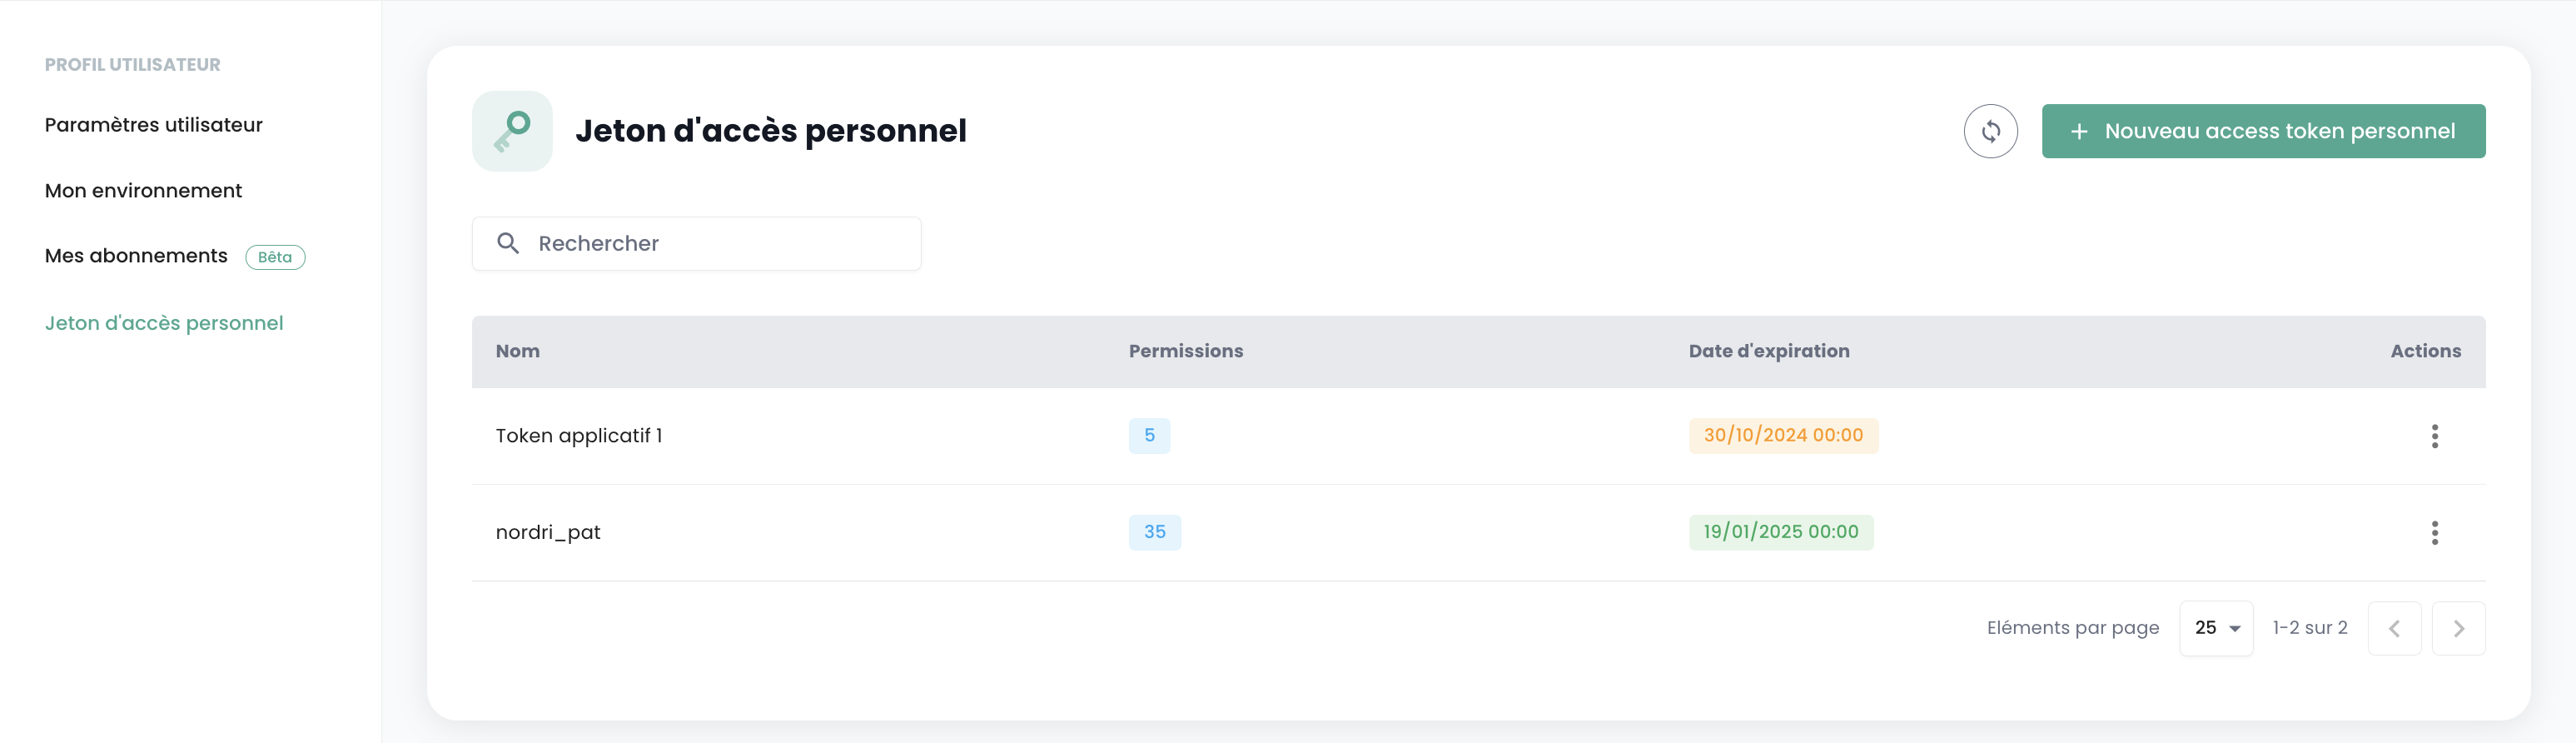 PROFIL UTILISATEUR
Paramètres utilisateur
Mon environnement
Mes abonnements Bêta
Jeton d'accès personnel
Jeton d'accès personnel
+ Nouveau access token personnel
Rechercher
Nom Permissions Date d'expiration Actions
Token applicatif 1 5 30/10/2024 00:00
nordri_pat 35 19/01/2025 00:00
Eléments par page 25 1-2 sur 2